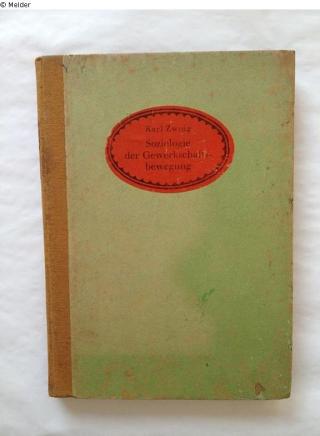 © Melder
Karl Zwing
Soziologie
der Gewerkschafts-
bewegung